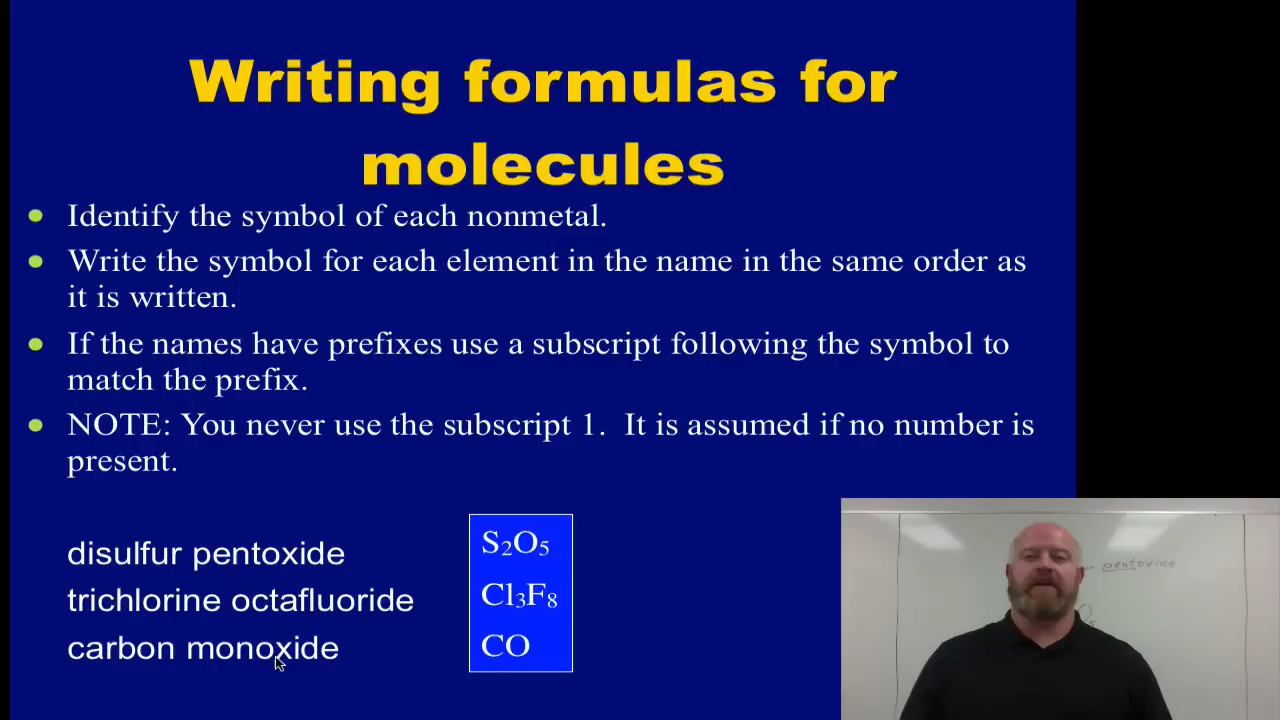 Writing formulas for
molecules
Identify the symbol of each nonmetal.
Write the symbol for each element in the name in the same order as
it is written.
If the names have prefixes use a subscript following the symbol to
match the prefix.
NOTE: You never use the subscript 1. It is assumed if no number is
present.
disulfur pentoxide
trichlorine octafluoride
carbon monoxide
S₂O₅
Cl₃F₈
CO
pentoxide